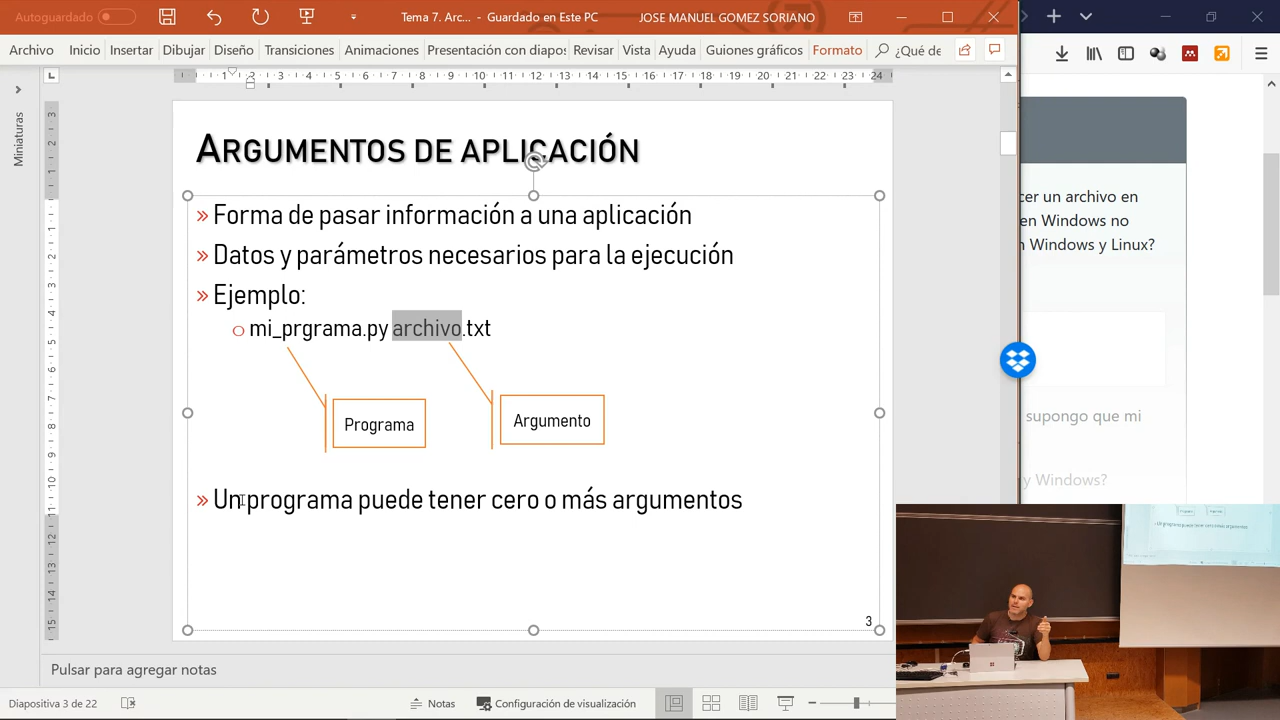 Autoguardado
Tema 7. Arc... - Guardado en Este PC
JOSE MANUEL GOMEZ SORIANO
Archivo Inicio Insertar Dibujar Diseño Transiciones Animaciones Presentación con diapos Revisar Vista Ayuda Guiones gráficos Formato ¿Qué de
Miniaturas
ARGUMENTOS DE APLICACIÓN
» Forma de pasar información a una aplicación
» Datos y parámetros necesarios para la ejecución
» Ejemplo:
o mi_prgrama.py archivo.txt
Programa
Argumento
» Un programa puede tener cero o más argumentos
3
cer un archivo en
en Windows no
n Windows y Linux?
supongo que mi
y Windows?
Pulsar para agregar notas
Diapositiva 3 de 22
Notas
Configuración de visualización